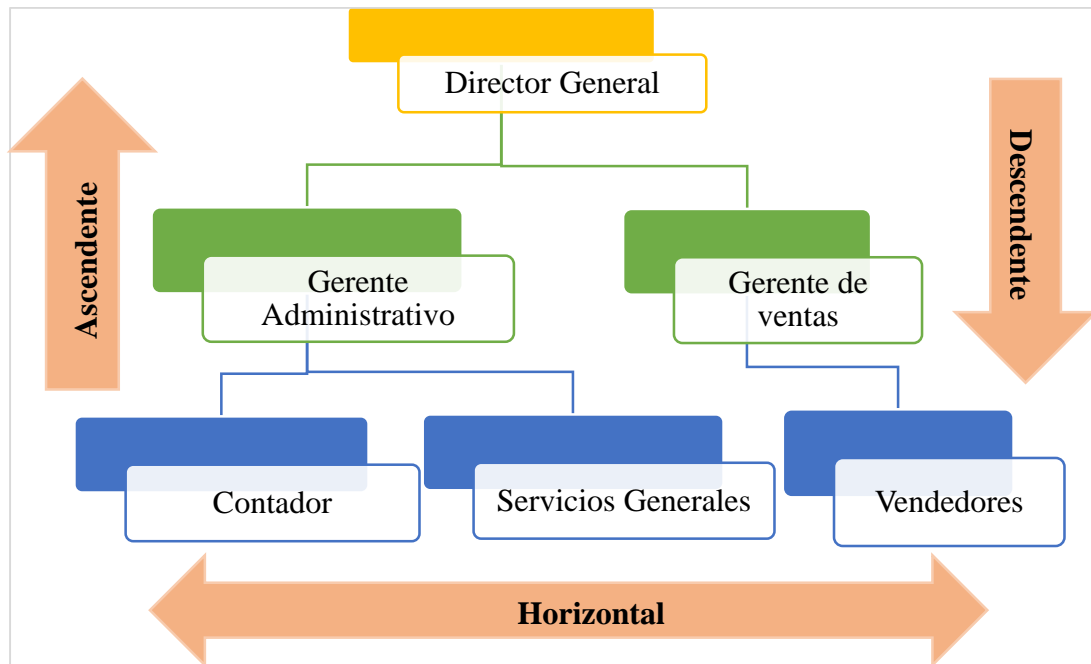 Director General
Ascendente
Descendente
Gerente
Administrativo
Gerente de
ventas
Contador
Servicios Generales
Vendedores
Horizontal